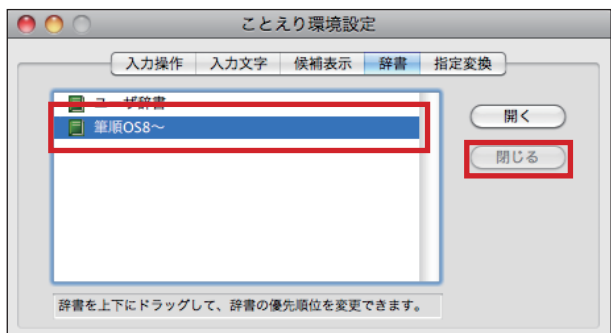 ことえり環境設定
入力操作 入力文字 候補表示 辞書 指定変換
ユーザ辞書
筆順OS8〜
開く
閉じる
辞書を上下にドラッグして、辞書の優先順位を変更できます。